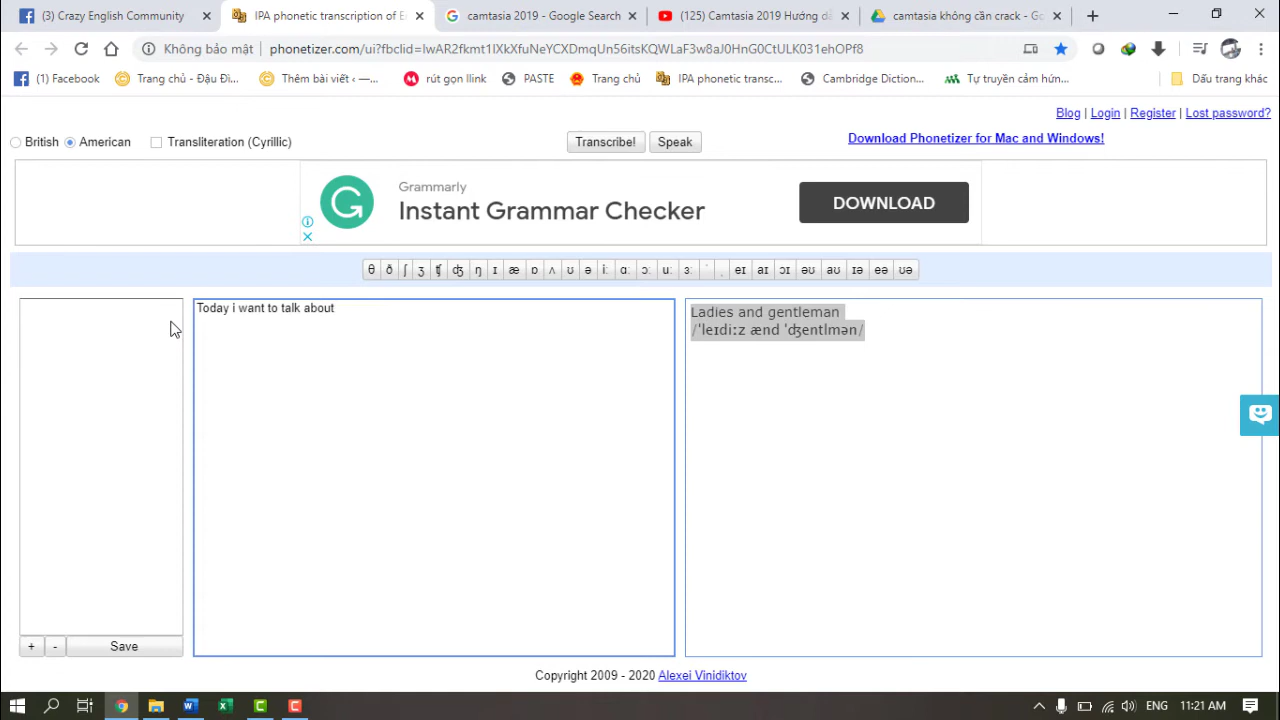 (3) Crazy English Community
IPA phonetic transcription of E
camtasia 2019 - Google Search
(125) Camtasia 2019 Hướng dẫ
camtasia không cần crack - Go
Không bảo mật | phonetizer.com/ui?fbclid=IwAR2fkmt1lXkXfaNeYCXDmqUn56itsKQWLaF3w8aJ0HnG0CtULK031ehOPf8
(1) Facebook
Trang chủ - Đậu Đỉ...
Thêm bài viết ‹ —...
rút gọn llink
PASTE
Trang chủ
IPA phonetic transc...
Cambridge Diction...
Tự truyền cảm hứn...
Dấu trang khác
Blog | Login | Register | Lost password?
British American Transliteration (Cyrillic) Transcribe! Speak Download Phonetizer for Mac and Windows!
Grammarly
Instant Grammar Checker
DOWNLOAD
θ ð ʃ ʒ ʧ ʤ ŋ ɪ æ ɒ ʌ ʊ ə iː ɑː ɔː uː ɜː ˈ ˌ eɪ aɪ ɔɪ əʊ aʊ ɪə eə ʊə
Today i want to talk about
Ladies and gentleman
/ˈleɪdiːz ænd ˈʤentlmən/
+ - Save
Copyright 2009 - 2020 Alexei Vinidiktov
ENG 11:21 AM